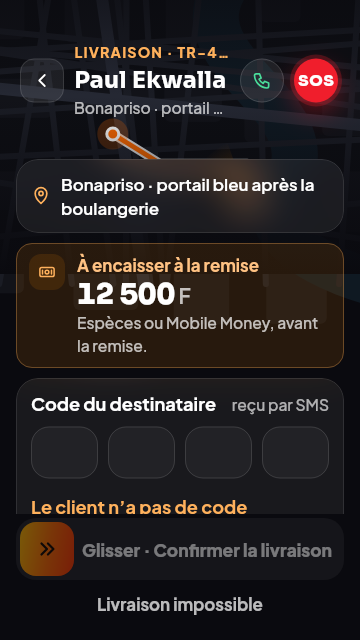 LIVRAISON · TR-4…
Paul Ekwalla
SOS
Bonapriso · portail …
Bonapriso · portail bleu après la
boulangerie
À encaisser à la remise
12 500 F
Espèces ou Mobile Money, avant
la remise.
Code du destinataire reçu par SMS
Le client n’a pas de code
Glisser · Confirmer la livraison
Livraison impossible